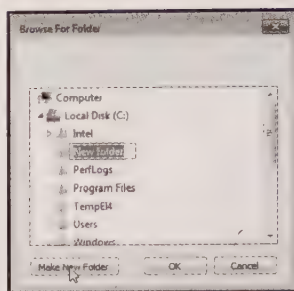 Browse For Folder
Computer
Local Disk (C:)
Intel
New Folder
PerfLogs
Program Files
TempEI4
Users
Windows
Make New Folder
OK
Cancel